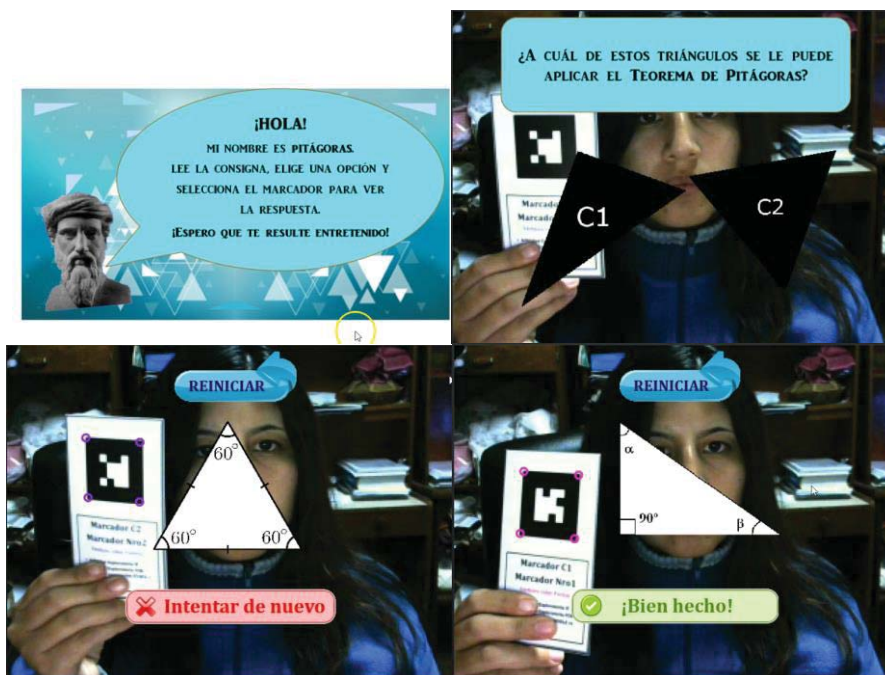 ¡HOLA!
MI NOMBRE ES PITÁGORAS.
LEE LA CONSIGNA, ELIGE UNA OPCIÓN Y
SELECCIONA EL MARCADOR PARA VER
LA RESPUESTA.
¡ESPERO QUE TE RESULTE ENTRETENIDO!
¿A CUÁL DE ESTOS TRIÁNGULOS SE LE PUEDE
APLICAR EL TEOREMA DE PITÁGORAS?
Marcado
Marcado
C1
C2
REINICIAR
60°
60°
60°
Marcador C2
Marcador Nro2
Intentar de nuevo
REINICIAR
α
90°
β
Marcador C1
Marcador Nro1
¡Bien hecho!